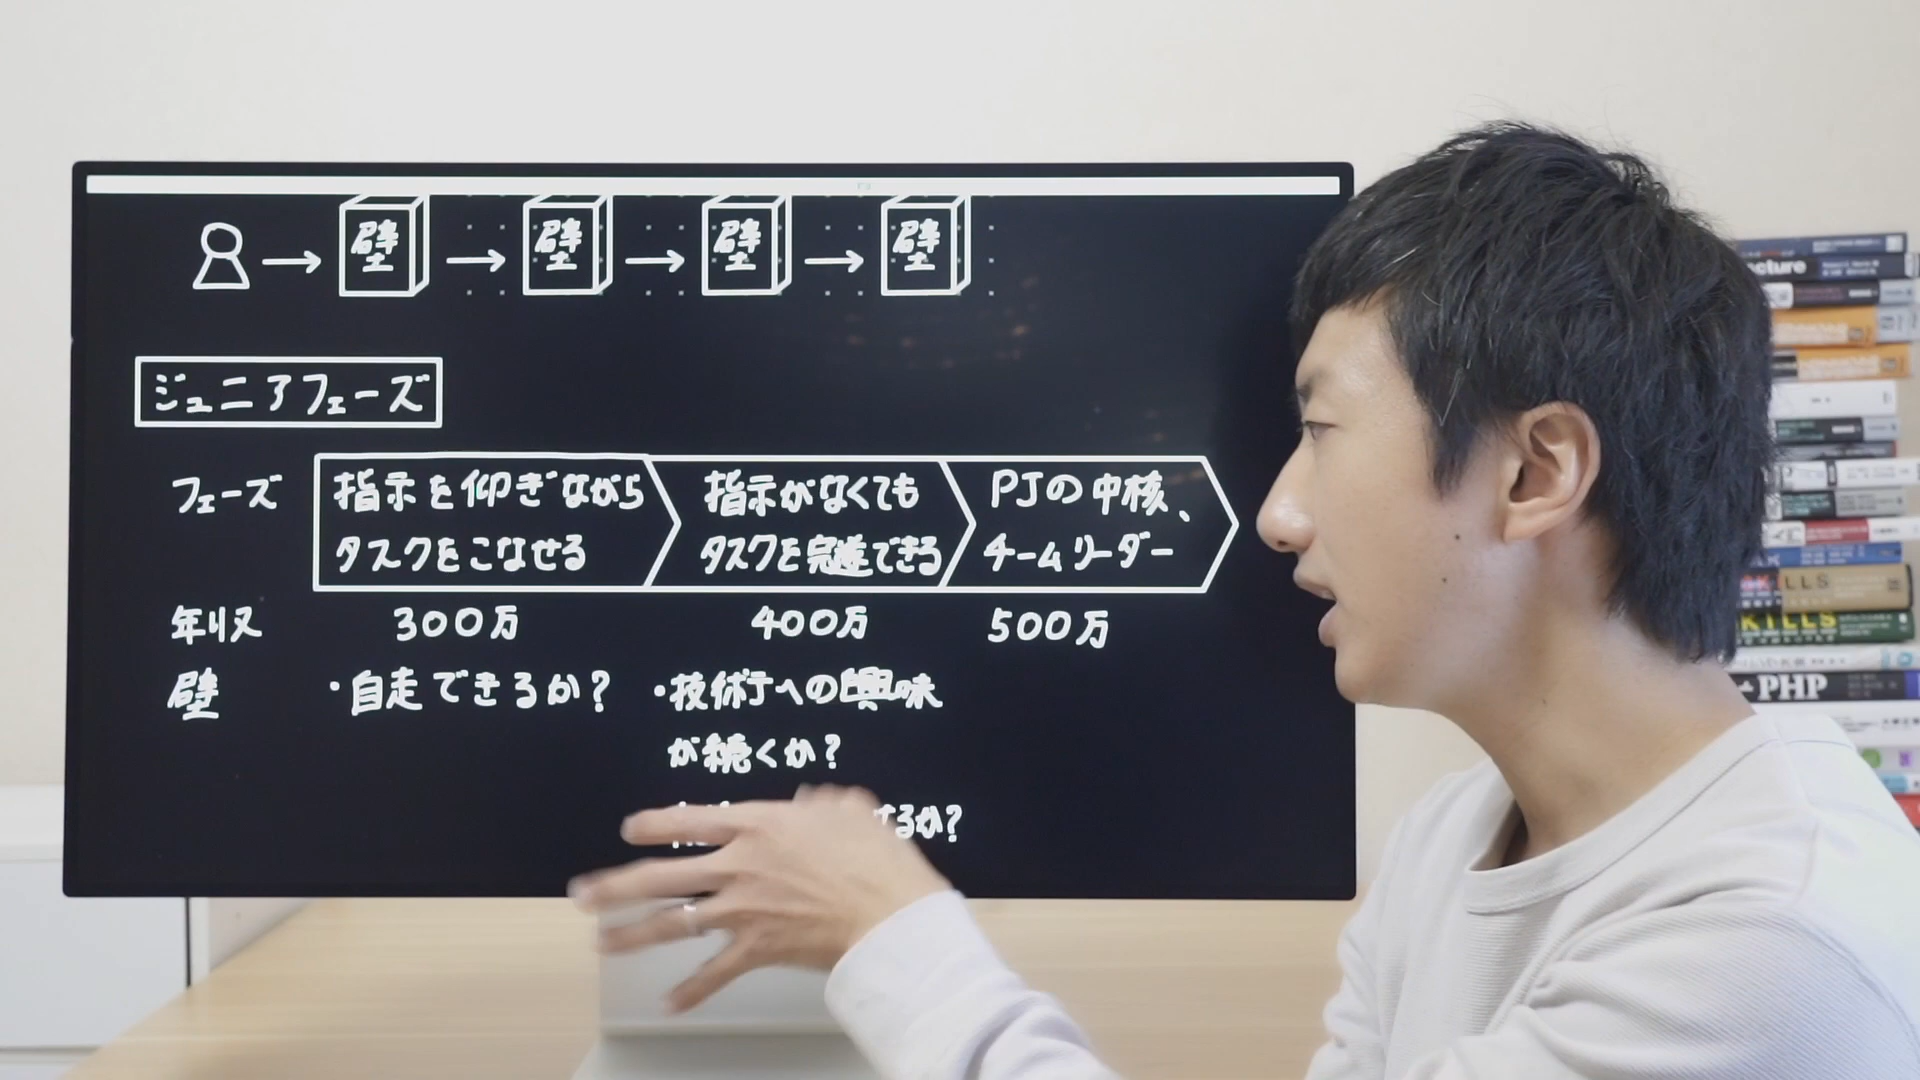 壁 壁 壁 壁
ジュニアフェーズ
フェーズ
指示を仰ぎながら
タスクをこなせる
指示がなくても
タスクを完遂できる
PJの中核、
チームリーダー
年収 300万 400万 500万
壁 ・自走できるか? ・技術への興味
が続くか?
せるか?
cture
SKILLS
PHP